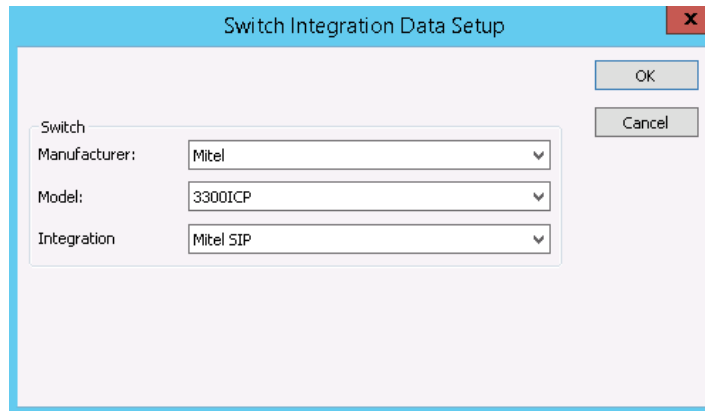 Switch Integration Data Setup
x
OK
Cancel
Switch
Manufacturer: Mitel
Model: 3300ICP
Integration Mitel SIP